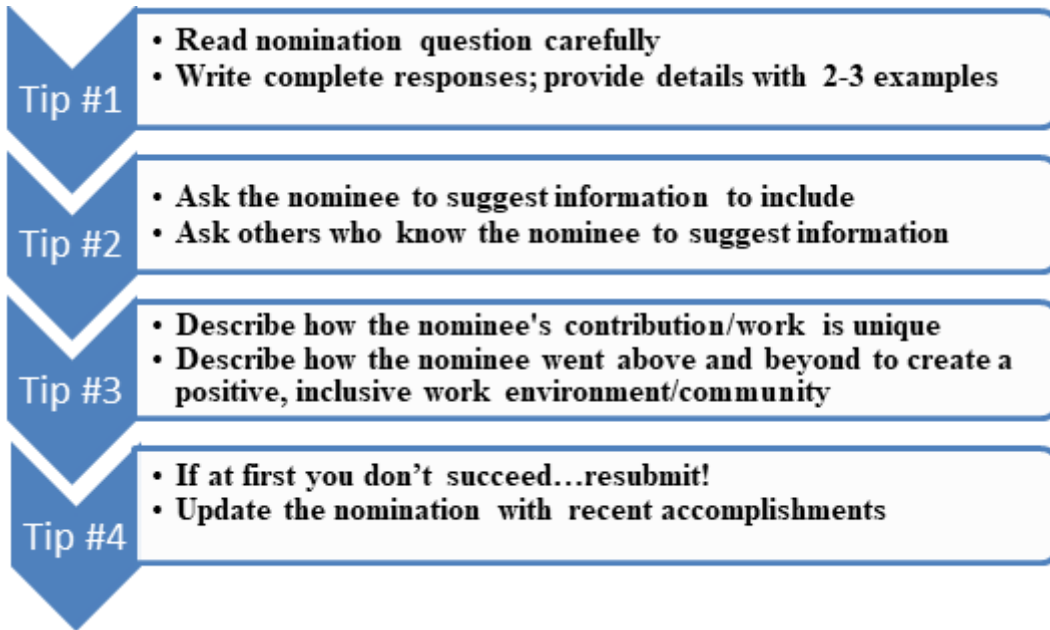 Tip #1
• Read nomination question carefully
• Write complete responses; provide details with 2-3 examples
Tip #2
• Ask the nominee to suggest information to include
• Ask others who know the nominee to suggest information
Tip #3
• Describe how the nominee's contribution/work is unique
• Describe how the nominee went above and beyond to create a
positive, inclusive work environment/community
Tip #4
• If at first you don’t succeed…resubmit!
• Update the nomination with recent accomplishments